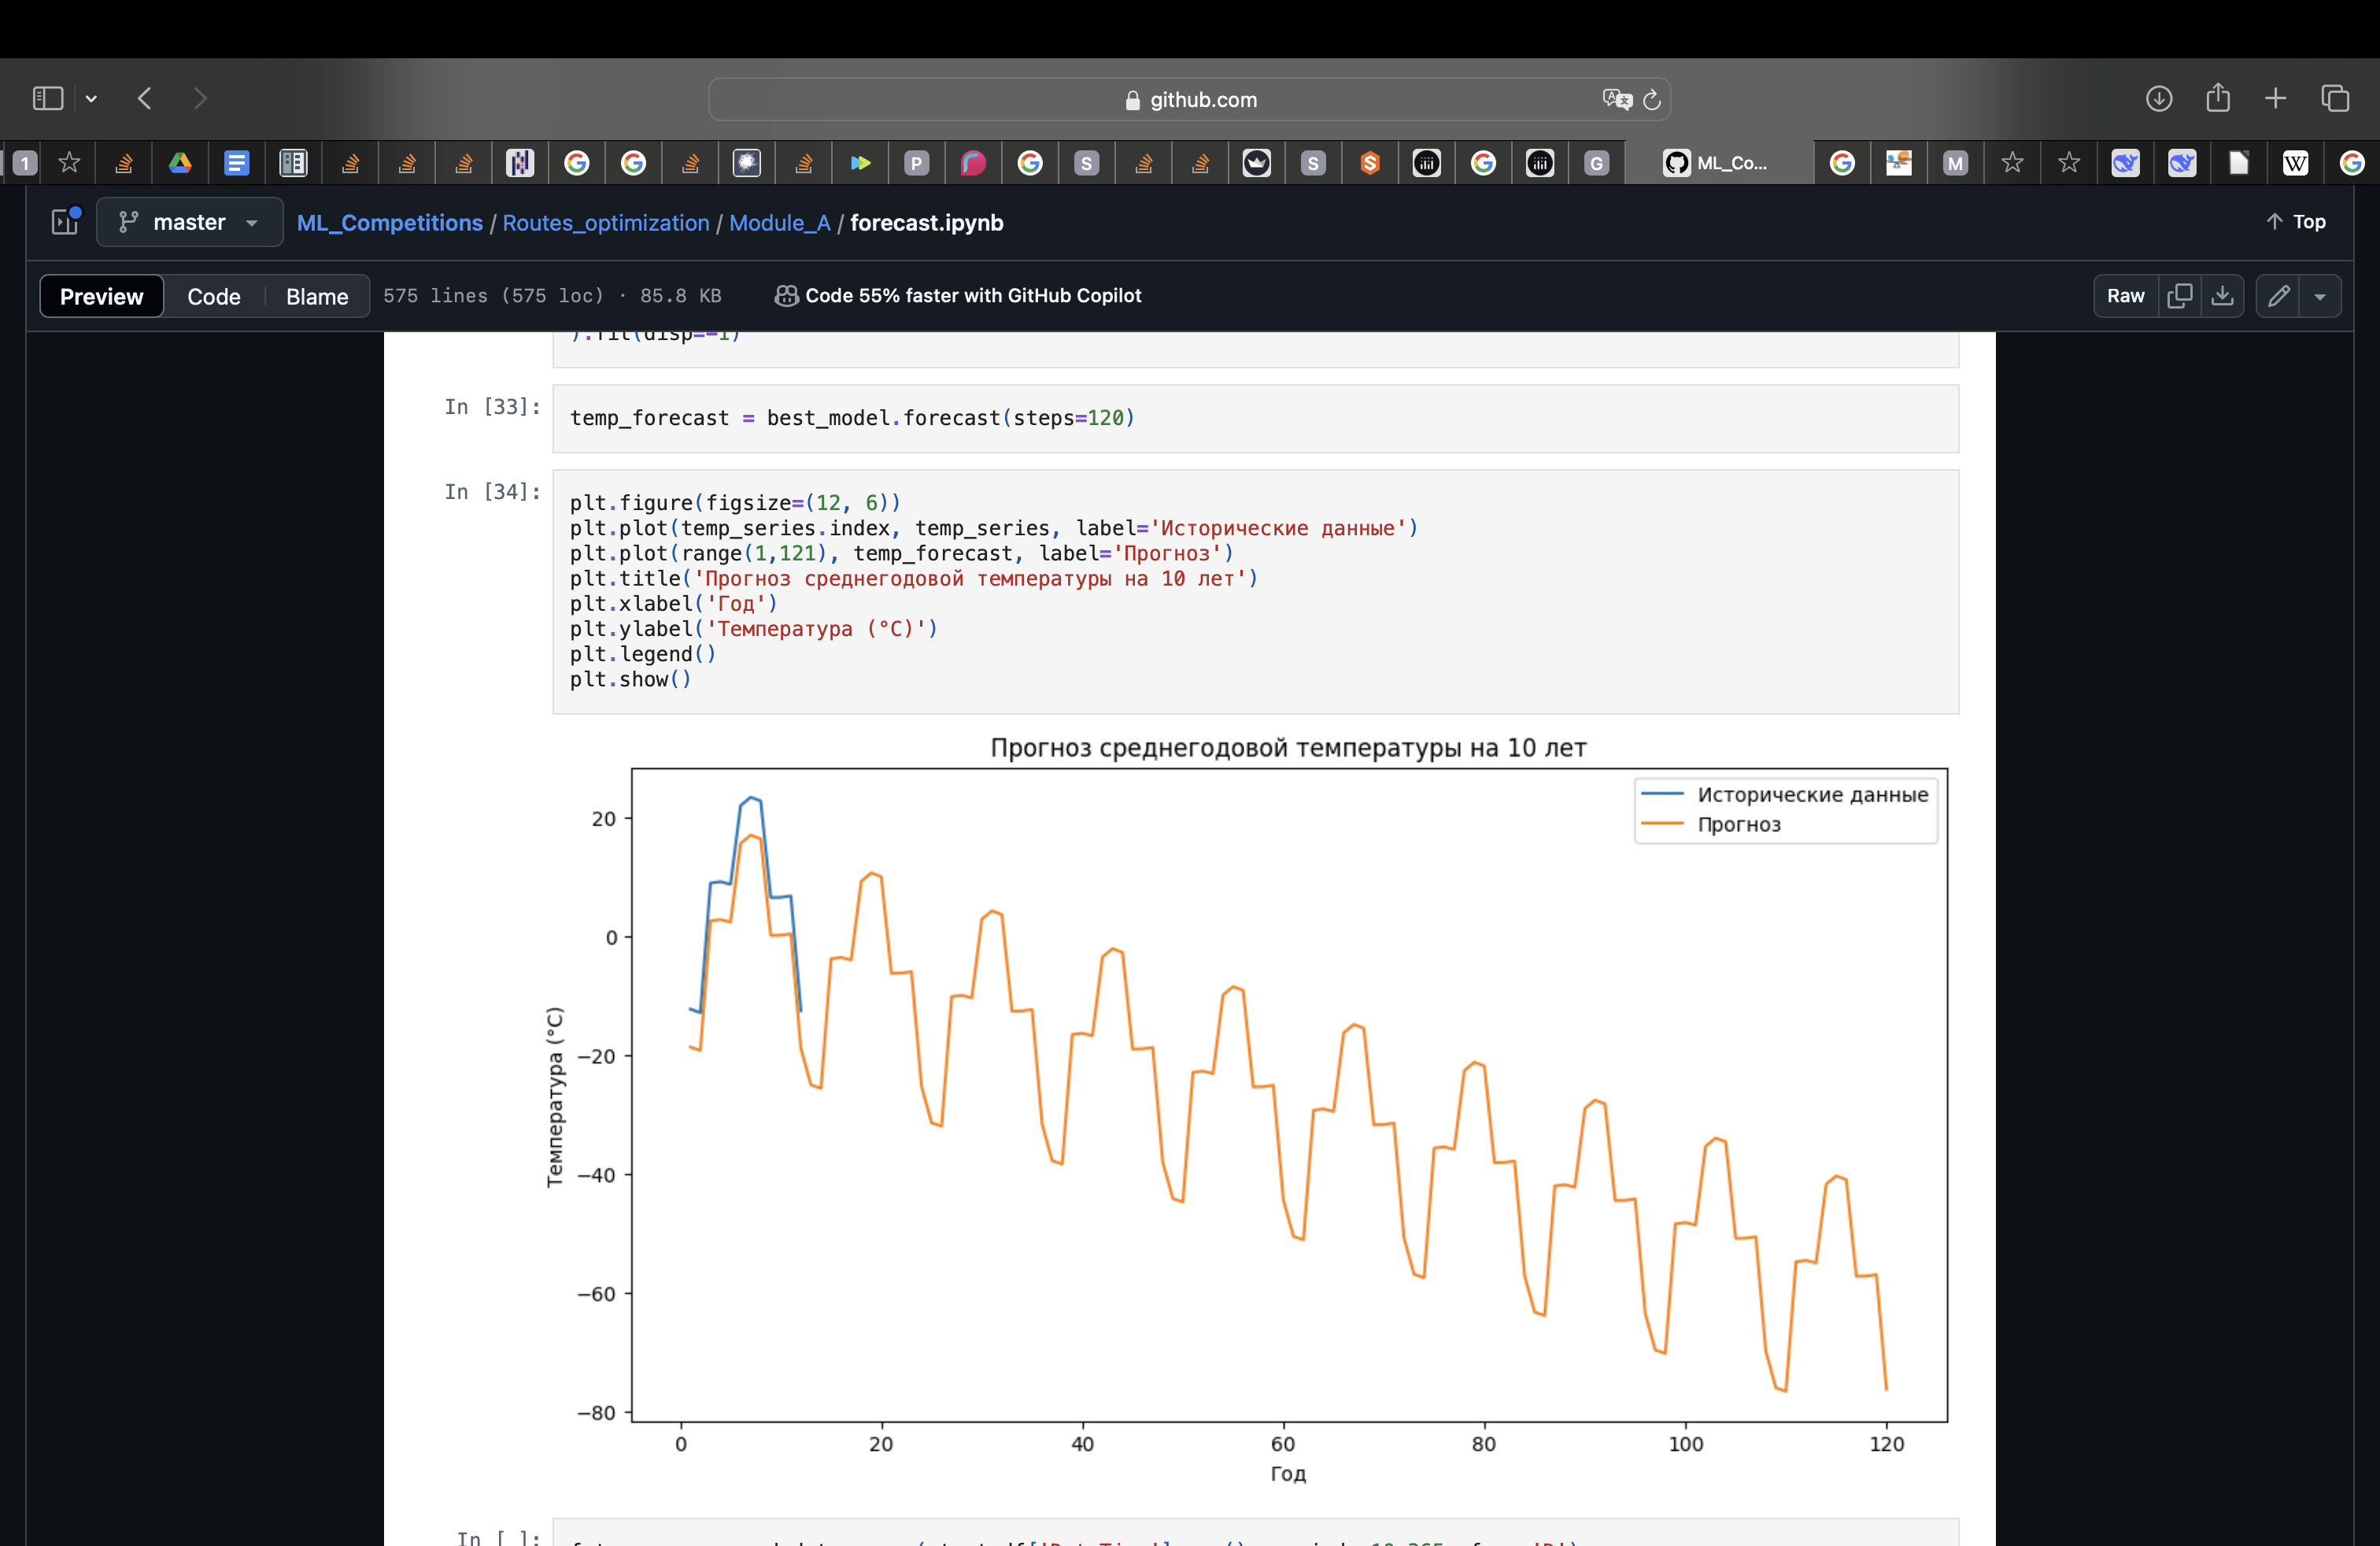 github.com
1
P
S
S
G
ML_Co...
M
W
master
ML_Competitions / Routes_optimization / Module_A / forecast.ipynb
Top
Preview
Code
Blame
575 lines (575 loc) · 85.8 KB
Code 55% faster with GitHub Copilot
Raw
).fit(disp=-1)
In [33]:
temp_forecast = best_model.forecast(steps=120)
In [34]:
plt.figure(figsize=(12, 6))
plt.plot(temp_series.index, temp_series, label='Исторические данные')
plt.plot(range(1,121), temp_forecast, label='Прогноз')
plt.title('Прогноз среднегодовой температуры на 10 лет')
plt.xlabel('Год')
plt.ylabel('Температура (°C)')
plt.legend()
plt.show()
Прогноз среднегодовой температуры на 10 лет
Исторические данные
Прогноз
20
0
−20
−40
−60
−80
Температура (°C)
0
20
40
60
80
100
120
Год
In [ ]: